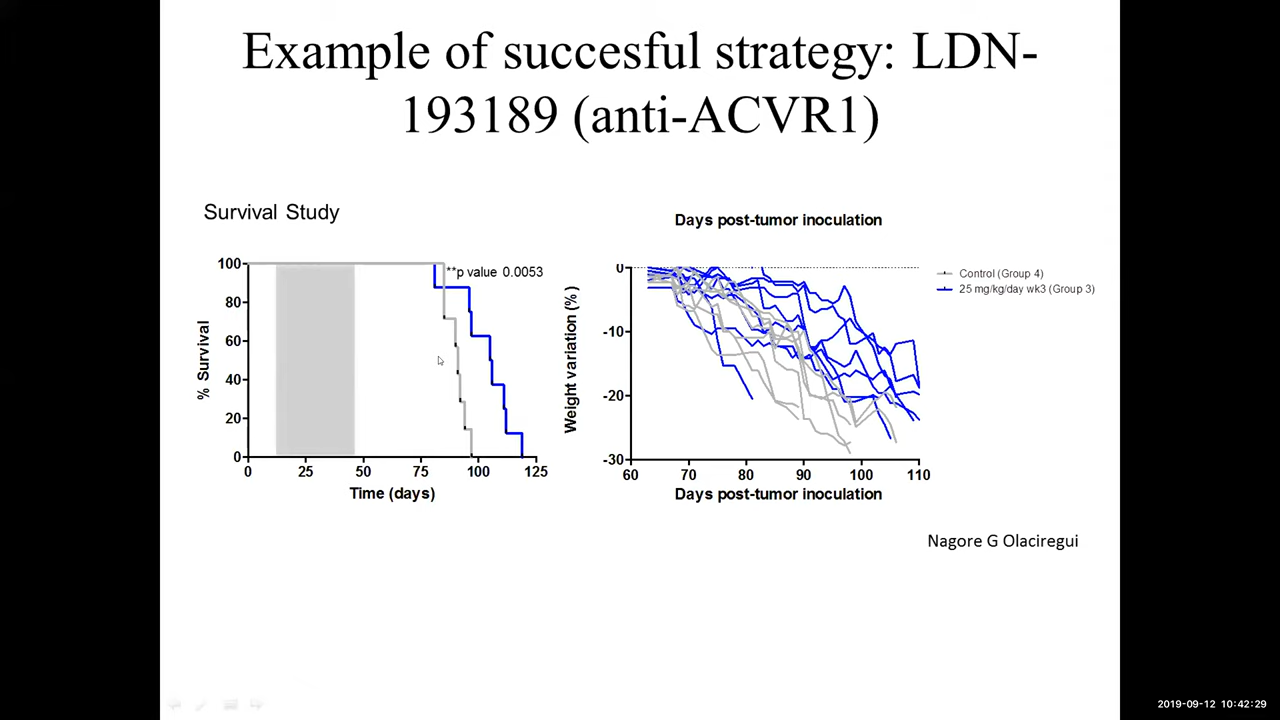 Example of succesful strategy: LDN-
193189 (anti-ACVR1)
Survival Study
**p value 0.0053
% Survival
100
80
60
40
20
0
0 25 50 75 100 125
Time (days)
Days post-tumor inoculation
Weight variation (%)
0
-10
-20
-30
60 70 80 90 100 110
Days post-tumor inoculation
Control (Group 4)
25 mg/kg/day wk3 (Group 3)
Nagore G Olaciregui
2019-09-12 10:42:29